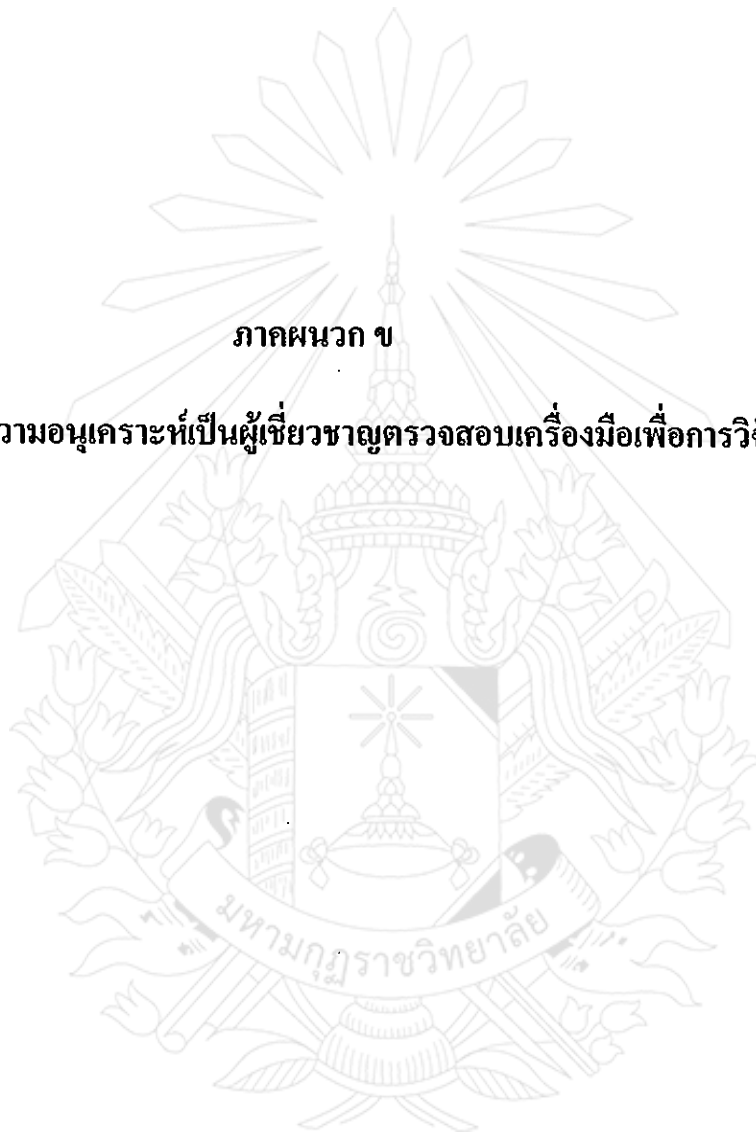 ภาคผนวก ข
วามอนุเคราะห์เป็นผู้เชี่ยวชาญตรวจสอบเครื่องมือเพื่อการวิจ
มหามกุฏราชวิทยาลัย